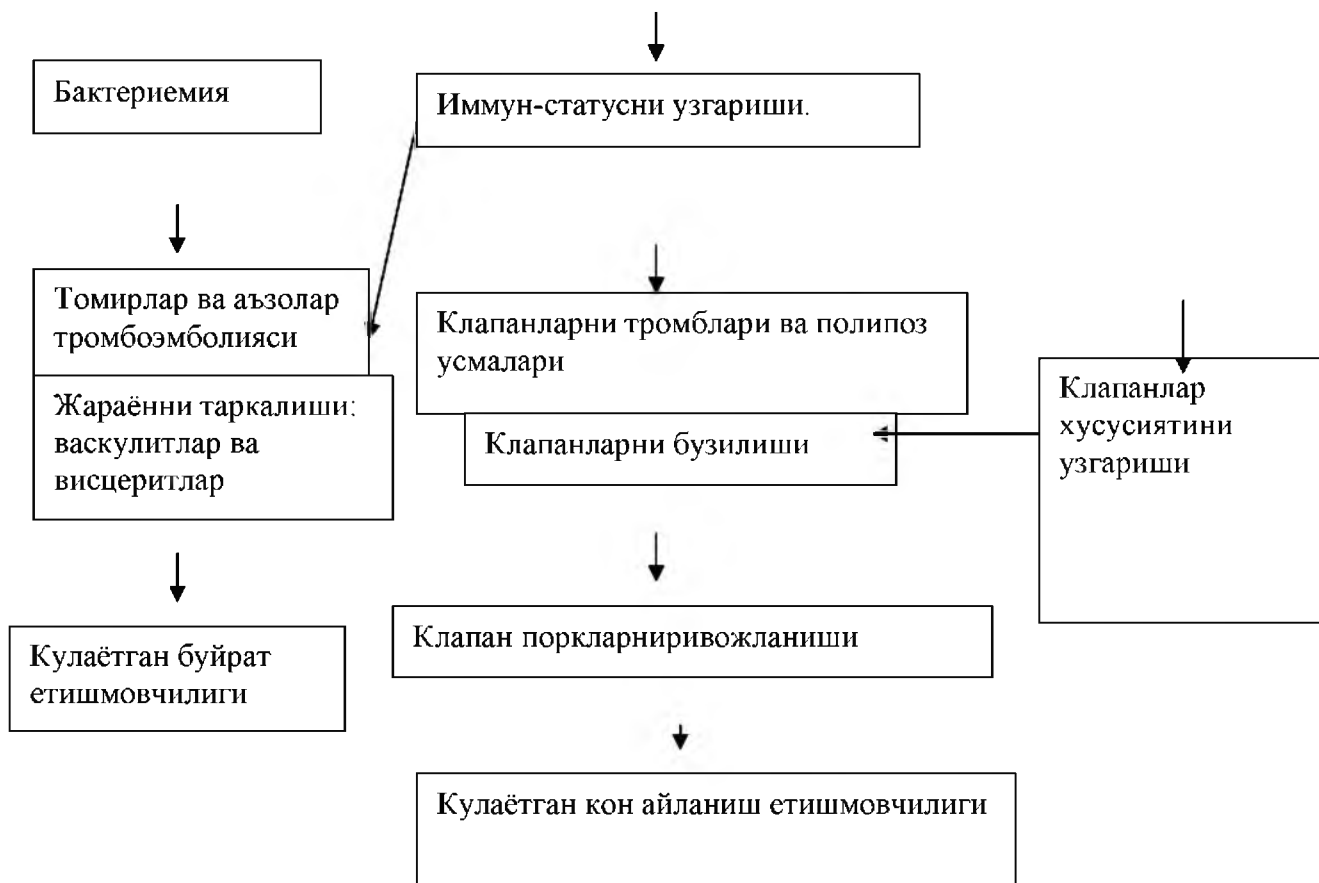 Бактериемия
Иммун-статусни узгариши.
Томирлар ва аъзолар
тромбоэмболияси
Жараённи таркалиши:
васкулитлар ва
висцеритлар
Кулаётган буйрат
етишмовчилиги
Клапанларни тромблари ва полипоз
усмалари
Клапанларни бузилиши
Клапан поркларниривожланиши
Кулаётган кон айланиш етишмовчилиги
Клапанлар
хусусиятини
узгариши